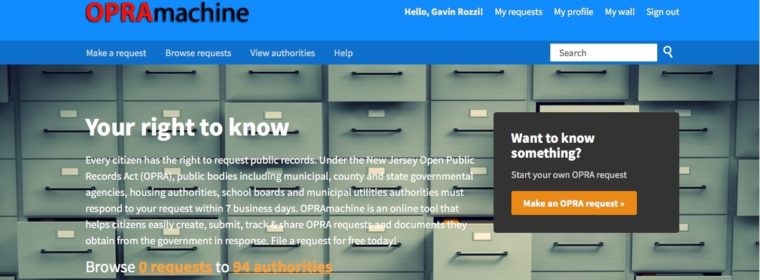 OPRAmachine
Hello, Gavin Rozzi! My requests My profile My wall Sign out
Make a request Browse requests View authorities Help
Search
Your right to know
Every citizen has the right to request public records. Under the New Jersey Open Public
Records Act (OPRA), public bodies including municipal, county and state governmental
agencies, housing authorities, school boards and municipal utilities authorities must
respond to your request within 7 business days. OPRAmachine is an online tool that
helps citizens easily create, submit, track & share OPRA requests and documents they
obtain from the government in response. File a request for free today!
Browse 0 requests to 94 authorities
Want to know
something?
Start your own OPRA request
Make an OPRA request »